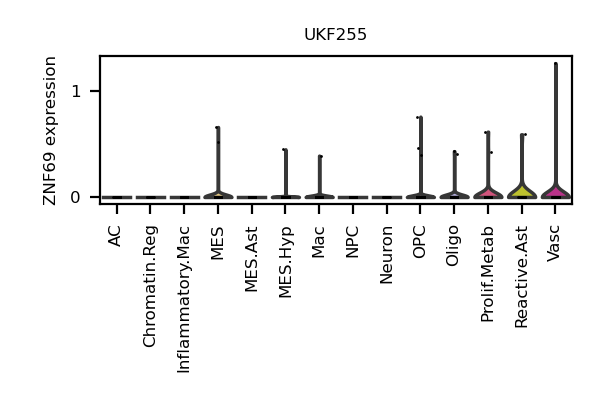 UKF255
ZNF69 expression
1
0
AC
Chromatin.Reg
Inflammatory.Mac
MES
MES.Ast
MES.Hyp
Mac
NPC
Neuron
OPC
Oligo
Prolif.Metab
Reactive.Ast
Vasc